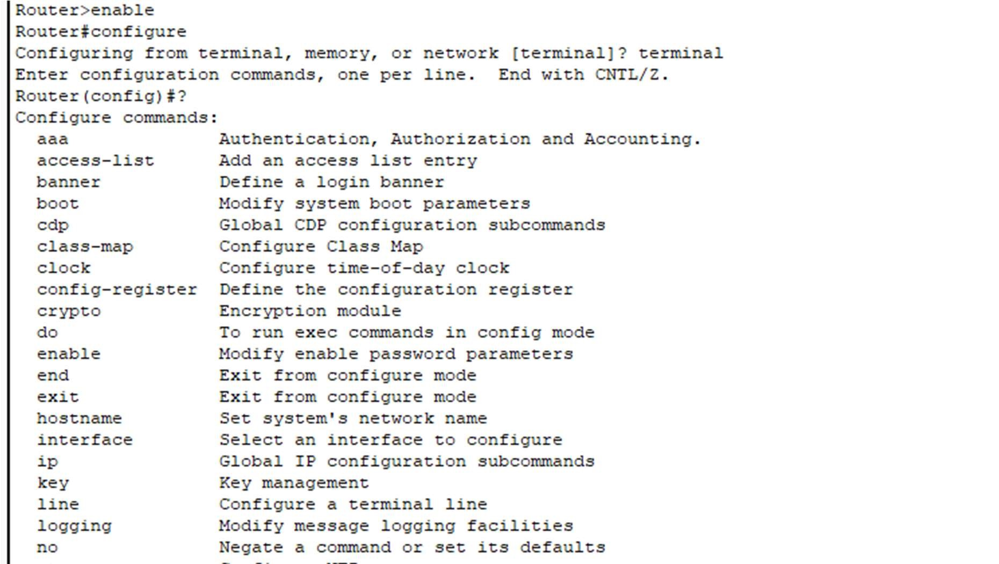 Router>enable
Router#configure
Configuring from terminal, memory, or network [terminal]? terminal
Enter configuration commands, one per line.  End with CNTL/Z.
Router(config)#?
Configure commands:
  aaa              Authentication, Authorization and Accounting.
  access-list      Add an access list entry
  banner           Define a login banner
  boot             Modify system boot parameters
  cdp              Global CDP configuration subcommands
  class-map        Configure Class Map
  clock            Configure time-of-day clock
  config-register  Define the configuration register
  crypto           Encryption module
  do               To run exec commands in config mode
  enable           Modify enable password parameters
  end              Exit from configure mode
  exit             Exit from configure mode
  hostname         Set system's network name
  interface        Select an interface to configure
  ip               Global IP configuration subcommands
  key              Key management
  line             Configure a terminal line
  logging          Modify message logging facilities
  no               Negate a command or set its defaults